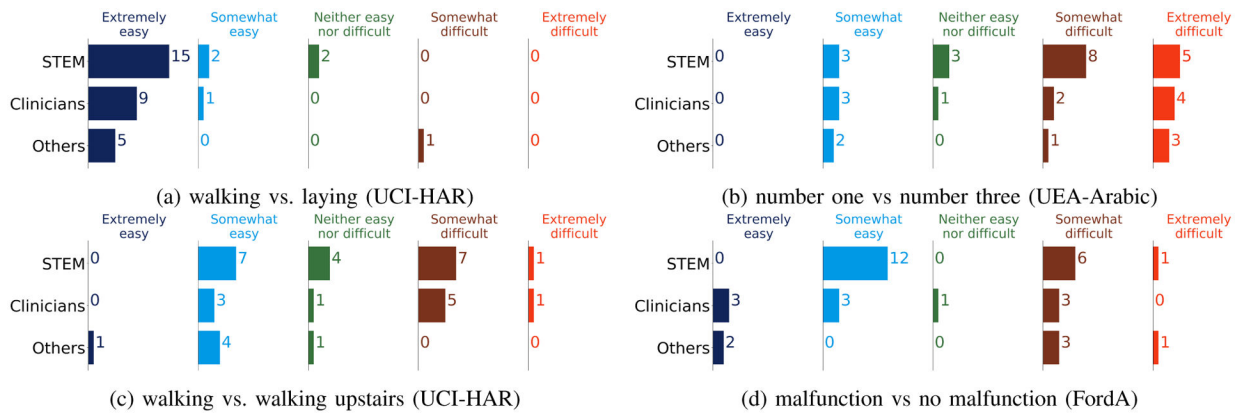 Extremely easy Somewhat easy Neither easy nor difficult Somewhat difficult Extremely difficult
STEM 15 2 2 0 0
Clinicians 9 1 0 0 0
Others 5 0 0 1 0
(a) walking vs. laying (UCI-HAR)
Extremely easy Somewhat easy Neither easy nor difficult Somewhat difficult Extremely difficult
STEM 0 3 3 8 5
Clinicians 0 3 1 2 4
Others 0 2 0 1 3
(b) number one vs number three (UEA-Arabic)
Extremely easy Somewhat easy Neither easy nor difficult Somewhat difficult Extremely difficult
STEM 0 7 4 7 1
Clinicians 0 3 1 5 1
Others 1 4 1 0 0
(c) walking vs. walking upstairs (UCI-HAR)
Extremely easy Somewhat easy Neither easy nor difficult Somewhat difficult Extremely difficult
STEM 0 12 0 6 1
Clinicians 3 3 1 3 0
Others 2 0 0 3 1
(d) malfunction vs no malfunction (FordA)